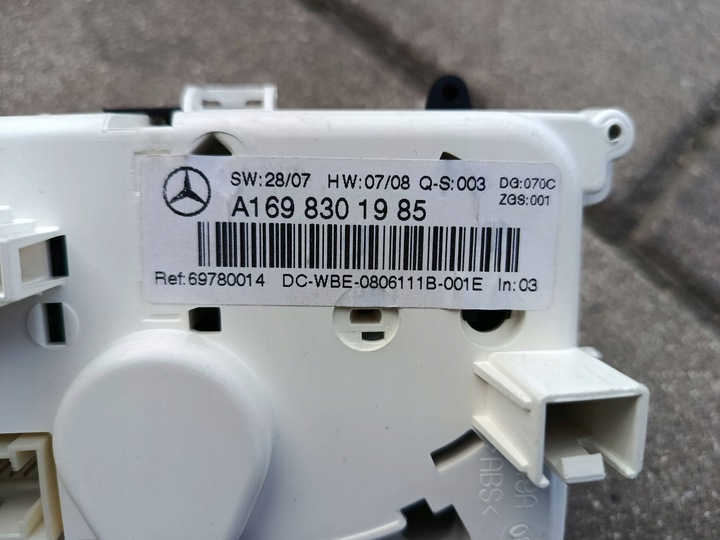 SW:28/07 HW:07/08 Q-S:003 DG:070C
ZGS:001
A169 830 19 85
Ref:69780014 DC-WBE-0806111B-001E In:03
ABS<